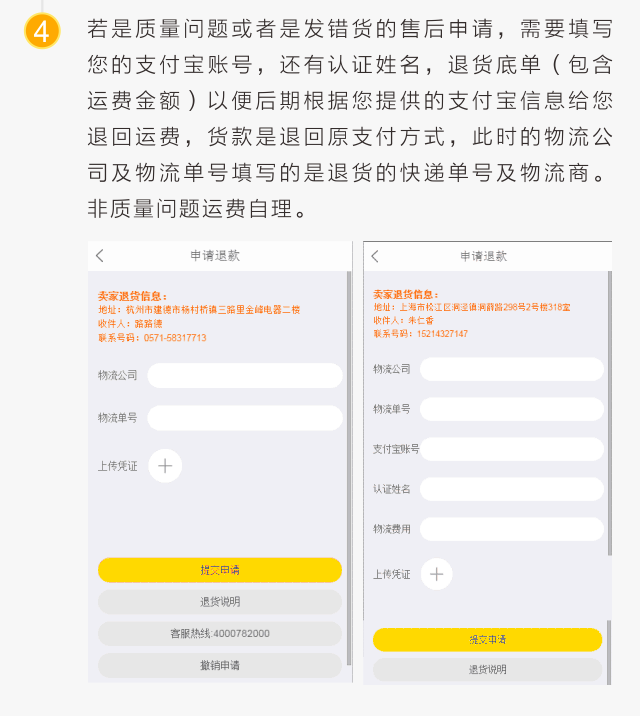 4
若是质量问题或者是发错货的售后申请，需要填写
您的支付宝账号，还有认证姓名，退货底单（包含
运费金额）以便后期根据您提供的支付宝信息给您
退回运费，货款是退回原支付方式，此时的物流公
司及物流单号填写的是退货的快递单号及物流商。
非质量问题运费自理。
申请退款
卖家退货信息：
地址：杭州市建德市杨村桥镇三路里金峰电器二楼
收件人：路路德
联系号码：0571-58317713
物流公司
物流单号
上传凭证
提交申请
退货说明
客服热线:4000782000
撤销申请
申请退款
卖家退货信息：
地址：上海市松江区洞泾镇洞薛路298号2号楼318室
收件人：朱仁香
联系号码：15214327147
物流公司
物流单号
支付宝账号
认证姓名
物流费用
上传凭证
提交申请
退货说明